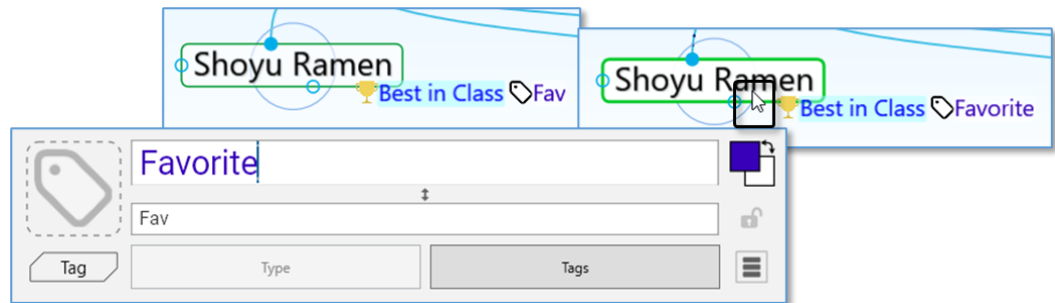 Shoyu Ramen
Best in Class Fav
Shoyu Ramen
Best in Class Favorite
Favorite
Fav
Tag
Type
Tags